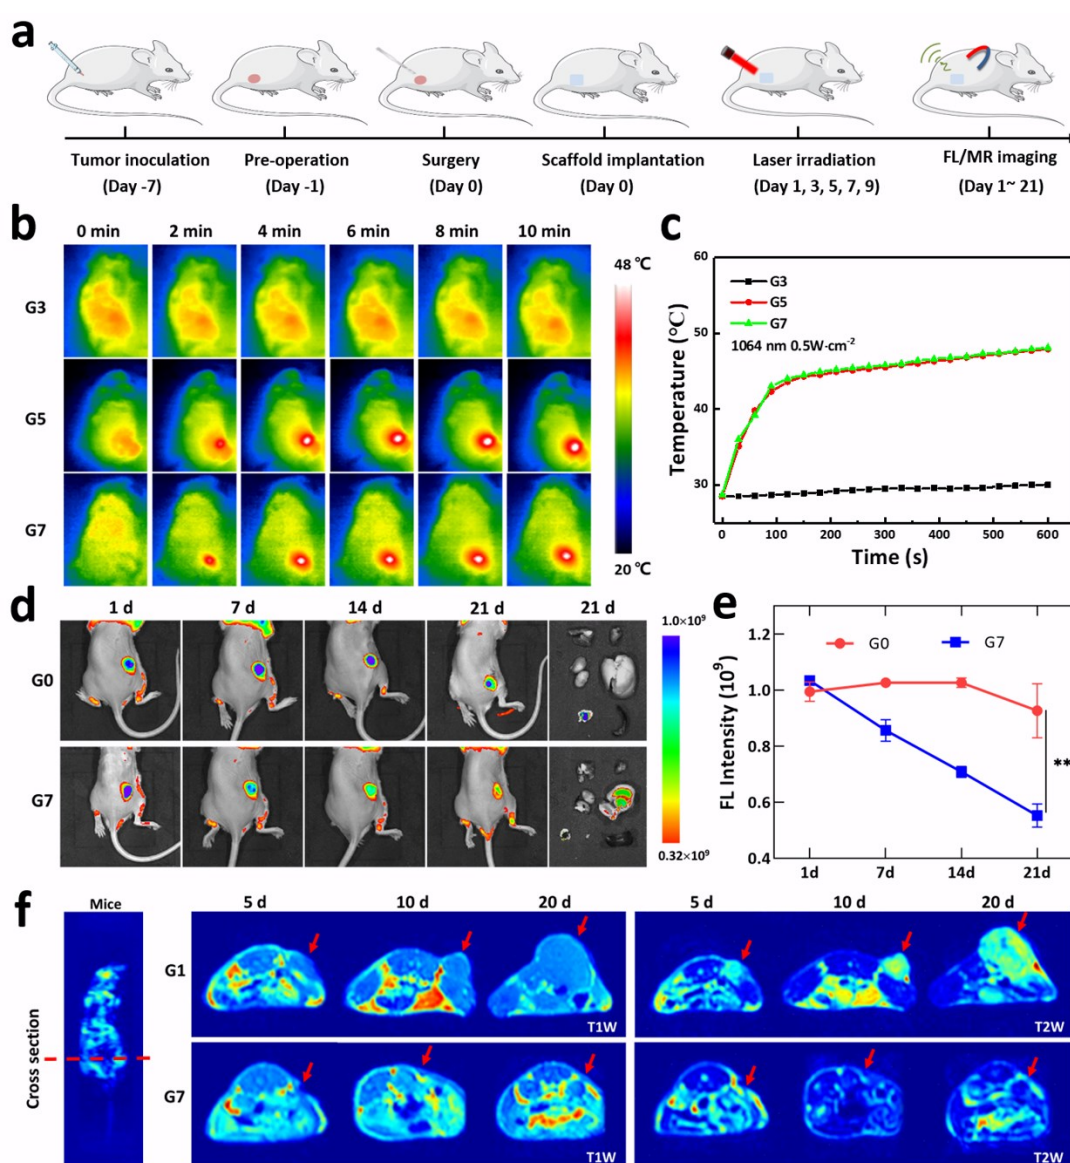 a
Tumor inoculation
(Day -7)
Pre-operation
(Day -1)
Surgery
(Day 0)
Scaffold implantation
(Day 0)
Laser irradiation
(Day 1, 3, 5, 7, 9)
FL/MR imaging
(Day 1~ 21)
b
0 min 2 min 4 min 6 min 8 min 10 min
G3
G5
G7
48 ℃
20 ℃
c
Temperature (℃)
60
50
40
30
G3
G5
G7
1064 nm 0.5W·cm⁻²
0 100 200 300 400 500 600
Time (s)
d
1 d 7 d 14 d 21 d 21 d
G0
G7
1.0×10⁹
0.32×10⁹
e
FL Intensity (10⁹)
1.2
1.0
0.8
0.6
0.4
G0 G7
**
1d 7d 14d 21d
f
Mice
Cross section
5 d 10 d 20 d 5 d 10 d 20 d
G1
T1W T2W
G7
T1W T2W